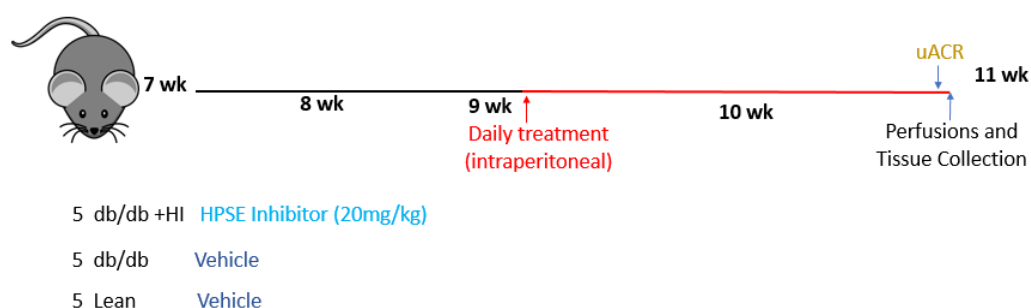 uACR
7 wk
11 wk
8 wk
9 wk
10 wk
Daily treatment
(intraperitoneal)
Perfusions and
Tissue Collection
5 db/db +HI HPSE Inhibitor (20mg/kg)
5 db/db Vehicle
5 Lean Vehicle